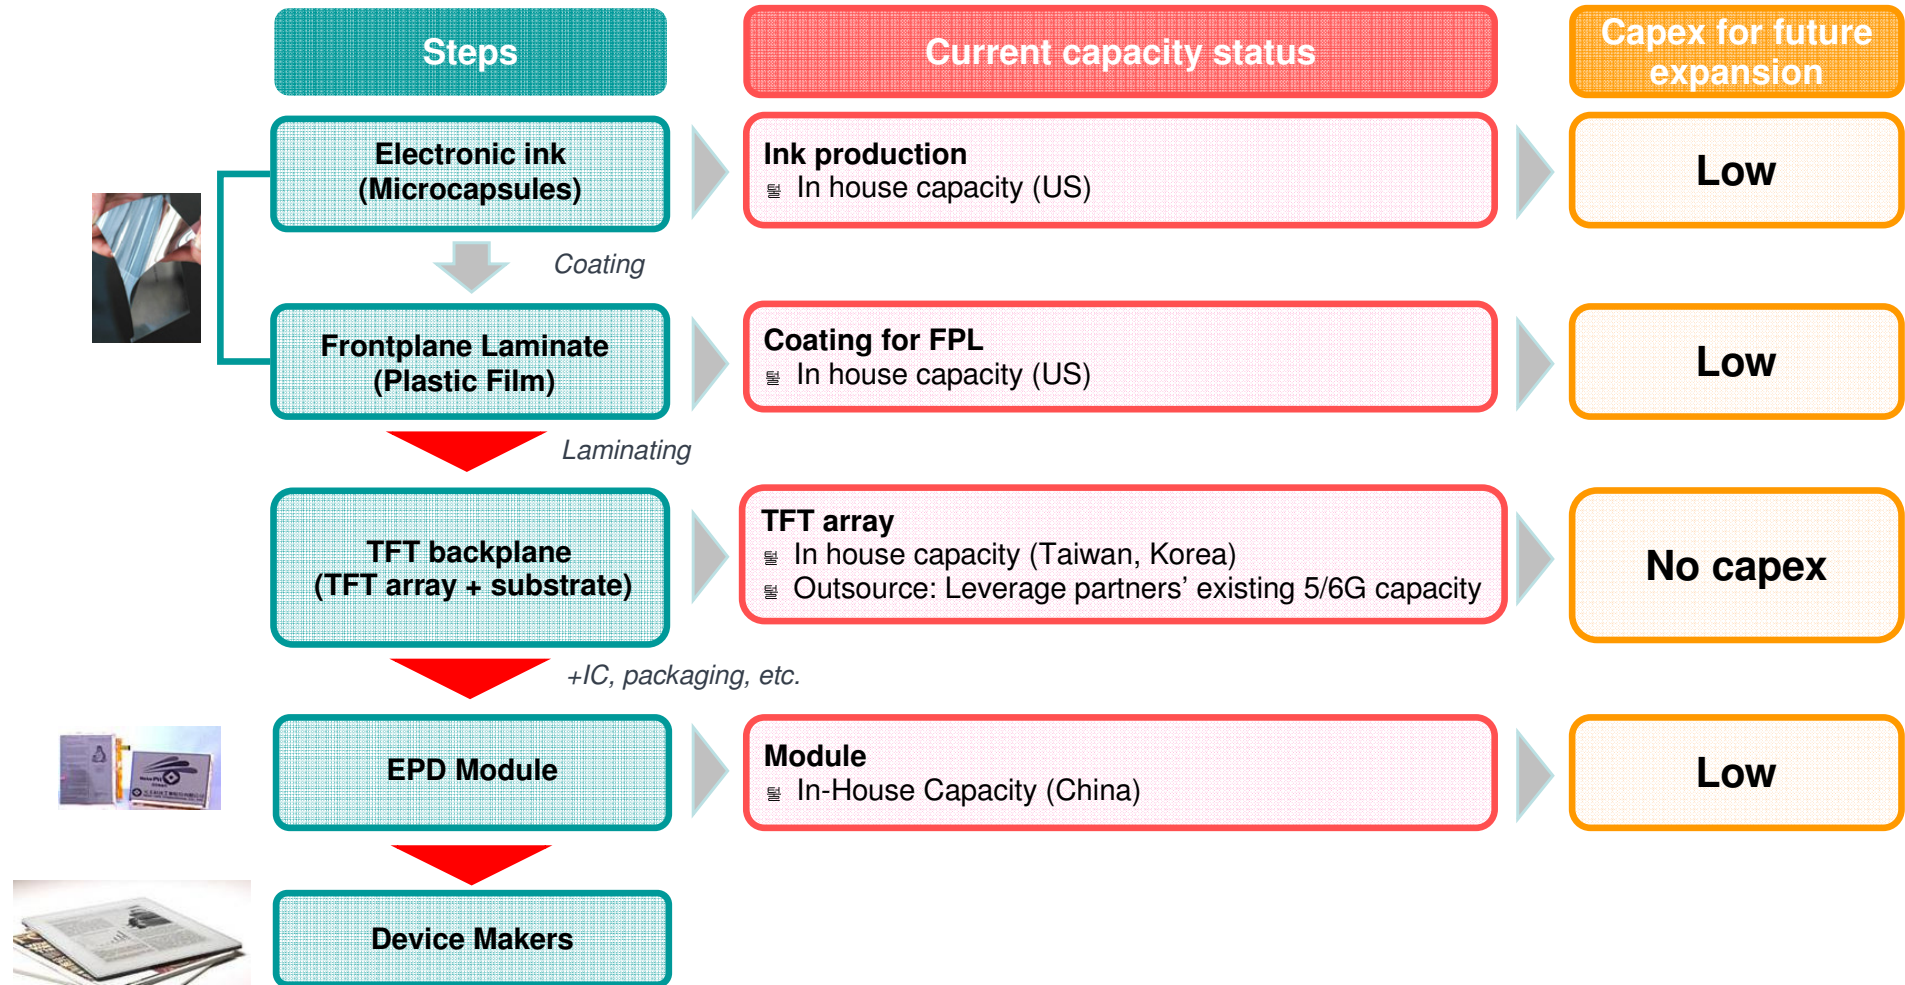 Steps
Current capacity status
Capex for future
expansion
Electronic ink
(Microcapsules)
Ink production
In house capacity (US)
Low
Coating
Frontplane Laminate
(Plastic Film)
Coating for FPL
In house capacity (US)
Low
Laminating
TFT backplane
(TFT array + substrate)
TFT array
In house capacity (Taiwan, Korea)
Outsource: Leverage partners’ existing 5/6G capacity
No capex
+IC, packaging, etc.
EPD Module
Module
In-House Capacity (China)
Low
Device Makers